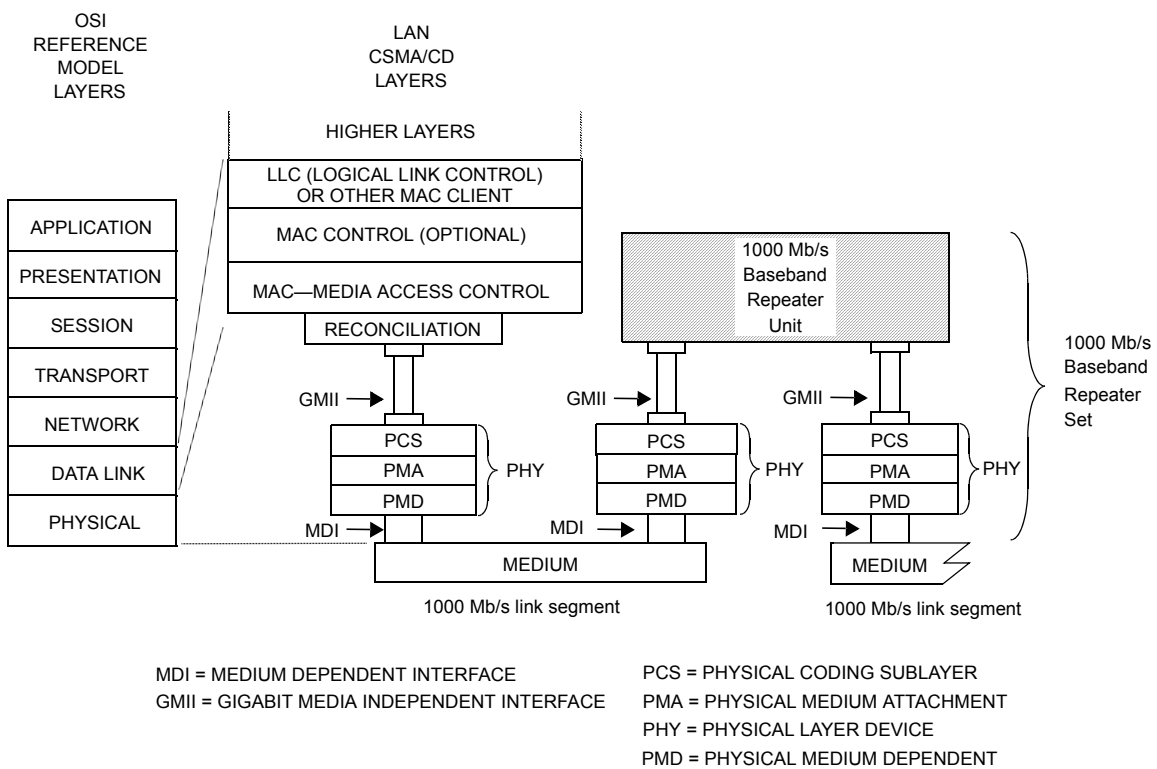 OSI
REFERENCE
MODEL
LAYERS
LAN
CSMA/CD
LAYERS
HIGHER LAYERS
LLC (LOGICAL LINK CONTROL)
OR OTHER MAC CLIENT
MAC CONTROL (OPTIONAL)
MAC—MEDIA ACCESS CONTROL
RECONCILIATION
APPLICATION
PRESENTATION
SESSION
TRANSPORT
NETWORK
DATA LINK
PHYSICAL
1000 Mb/s
Baseband
Repeater
Unit
1000 Mb/s
Baseband
Repeater
Set
GMII
GMII
GMII
PCS
PMA
PMD
PHY
PCS
PMA
PMD
PHY
PCS
PMA
PMD
PHY
MDI
MDI
MDI
MEDIUM
MEDIUM
1000 Mb/s link segment
1000 Mb/s link segment
MDI = MEDIUM DEPENDENT INTERFACE
GMII = GIGABIT MEDIA INDEPENDENT INTERFACE
PCS = PHYSICAL CODING SUBLAYER
PMA = PHYSICAL MEDIUM ATTACHMENT
PHY = PHYSICAL LAYER DEVICE
PMD = PHYSICAL MEDIUM DEPENDENT